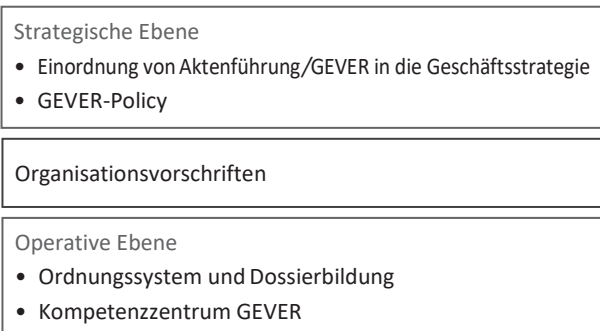 Strategische Ebene
• Einordnung von Aktenführung/GEVER in die Geschäftsstrategie
• GEVER-Policy
Organisationsvorschriften
Operative Ebene
• Ordnungssystem und Dossierbildung
• Kompetenzzentrum GEVER